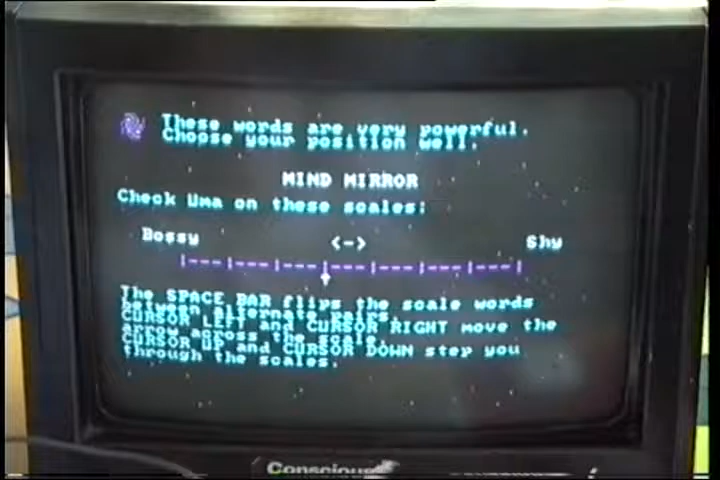 These words are very powerful.
Choose your position well.
MIND MIRROR
Check Uma on these scales:
Bossy <-> Shy
|---|---|---|---|---|---|---|
The SPACE BAR flips the scale words
between alternate pairs.
CURSOR LEFT and CURSOR RIGHT move the
arrow across the scale.
CURSOR UP and CURSOR DOWN step you
through the scales.
Conscious